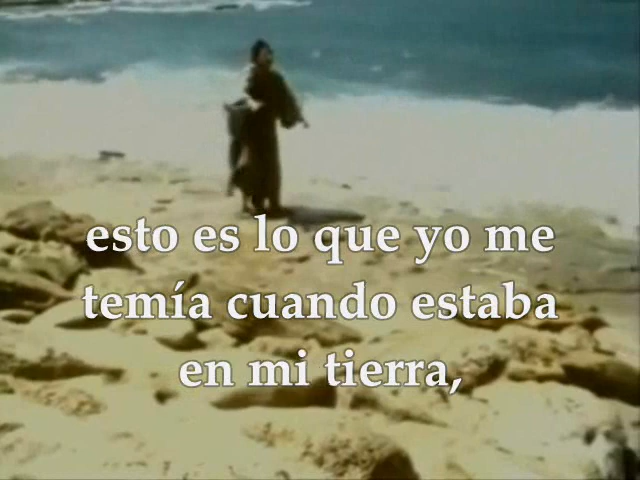 esto es lo que yo me
temía cuando estaba
en mi tierra,